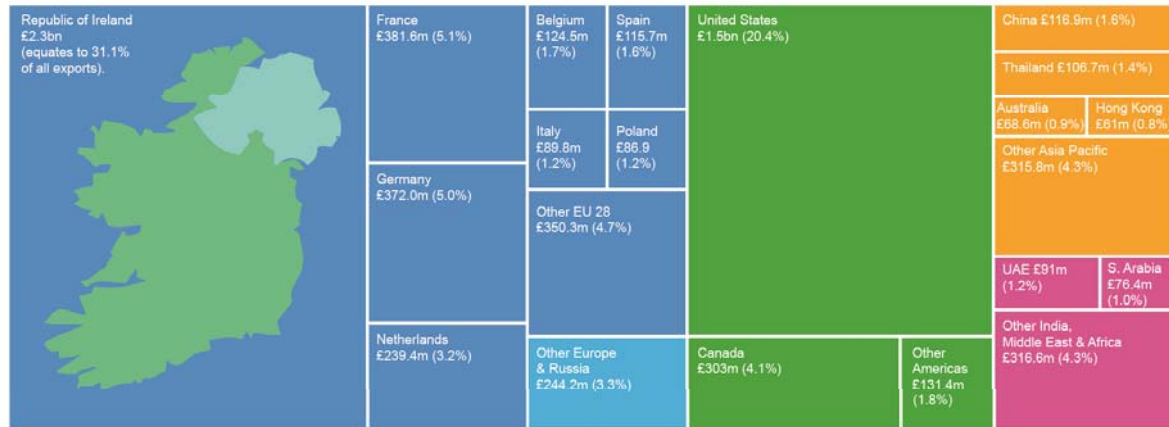 Republic of Ireland
£2.3bn
(equates to 31.1%
of all exports).
France
£381.6m (5.1%)
Germany
£372.0m (5.0%)
Netherlands
£239.4m (3.2%)
Belgium
£124.5m
(1.7%)
Spain
£115.7m
(1.6%)
Italy
£89.8m
(1.2%)
Poland
£86.9
(1.2%)
Other EU 28
£350.3m (4.7%)
Other Europe
& Russia
£244.2m (3.3%)
United States
£1.5bn (20.4%)
Canada
£303m (4.1%)
Other
Americas
£131.4m
(1.8%)
China £116.9m (1.6%)
Thailand £106.7m (1.4%)
Australia
£68.6m (0.9%)
Hong Kong
£61m (0.8%
Other Asia Pacific
£315.8m (4.3%)
UAE £91m
(1.2%)
S. Arabia
£76.4m
(1.0%)
Other India,
Middle East & Africa
£316.6m (4.3%)